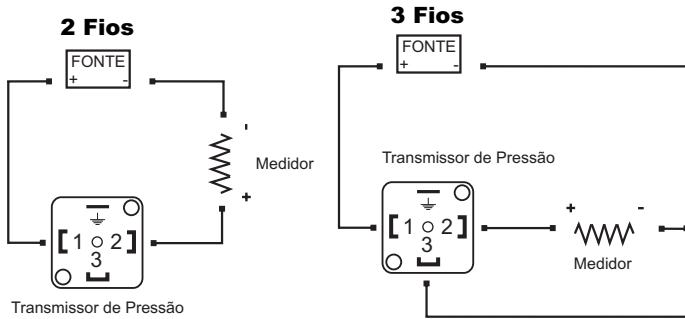 2 Fios
FONTE
+ -
-
Medidor
+
1 2
3
Transmissor de Pressão
3 Fios
FONTE
+ -
Transmissor de Pressão
1 2
3
+ -
Medidor